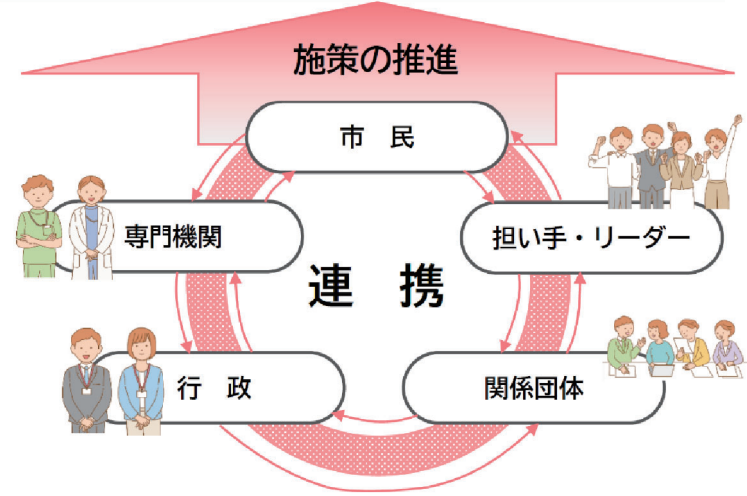 施策の推進
市　民
専門機関
担い手・リーダー
連　携
行　政
関係団体